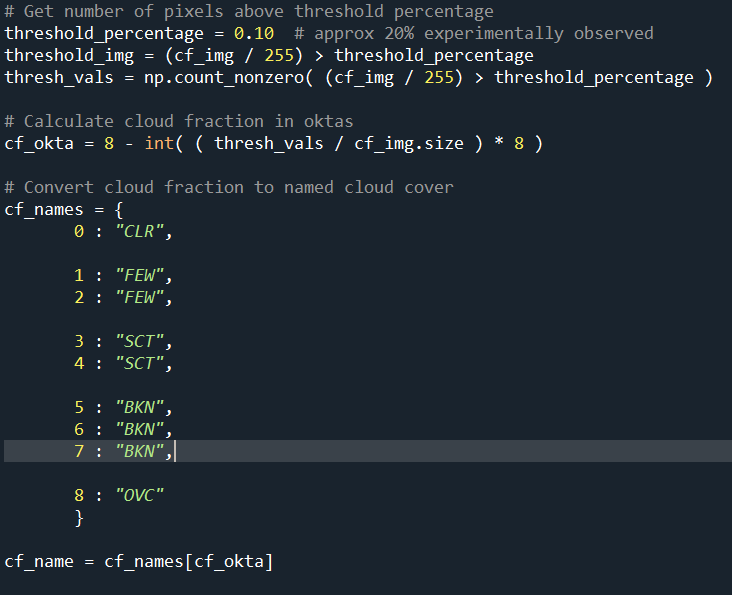 # Get number of pixels above threshold percentage
threshold_percentage = 0.10  # approx 20% experimentally observed
threshold_img = (cf_img / 255) > threshold_percentage
thresh_vals = np.count_nonzero( (cf_img / 255) > threshold_percentage )
# Calculate cloud fraction in oktas
cf_okta = 8 - int( ( thresh_vals / cf_img.size ) * 8 )
# Convert cloud fraction to named cloud cover
cf_names = {
0 : "CLR",
1 : "FEW",
2 : "FEW",
3 : "SCT",
4 : "SCT",
5 : "BKN",
6 : "BKN",
7 : "BKN",
8 : "OVC"
}
cf_name = cf_names[cf_okta]